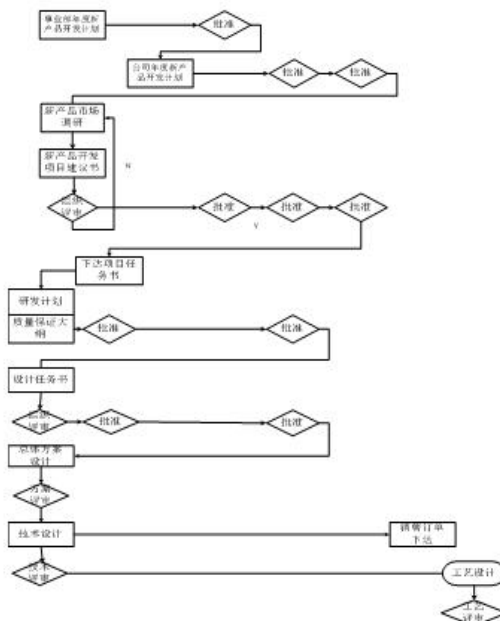 事业部年度新
产品开发计划
批准
公司年度新产
品开发计划
批准
批准
新产品市场
调研
N
新产品开发
项目建议书
组织
评审
批准
批准
批准
Y
下达项目任
务书
研发计划
质量保证大
纲
批准
批准
设计任务书
组织
评审
批准
批准
总体方案
设计
方案
评审
技术设计
销售订单
下达
技术
评审
工艺设计
工艺
评审